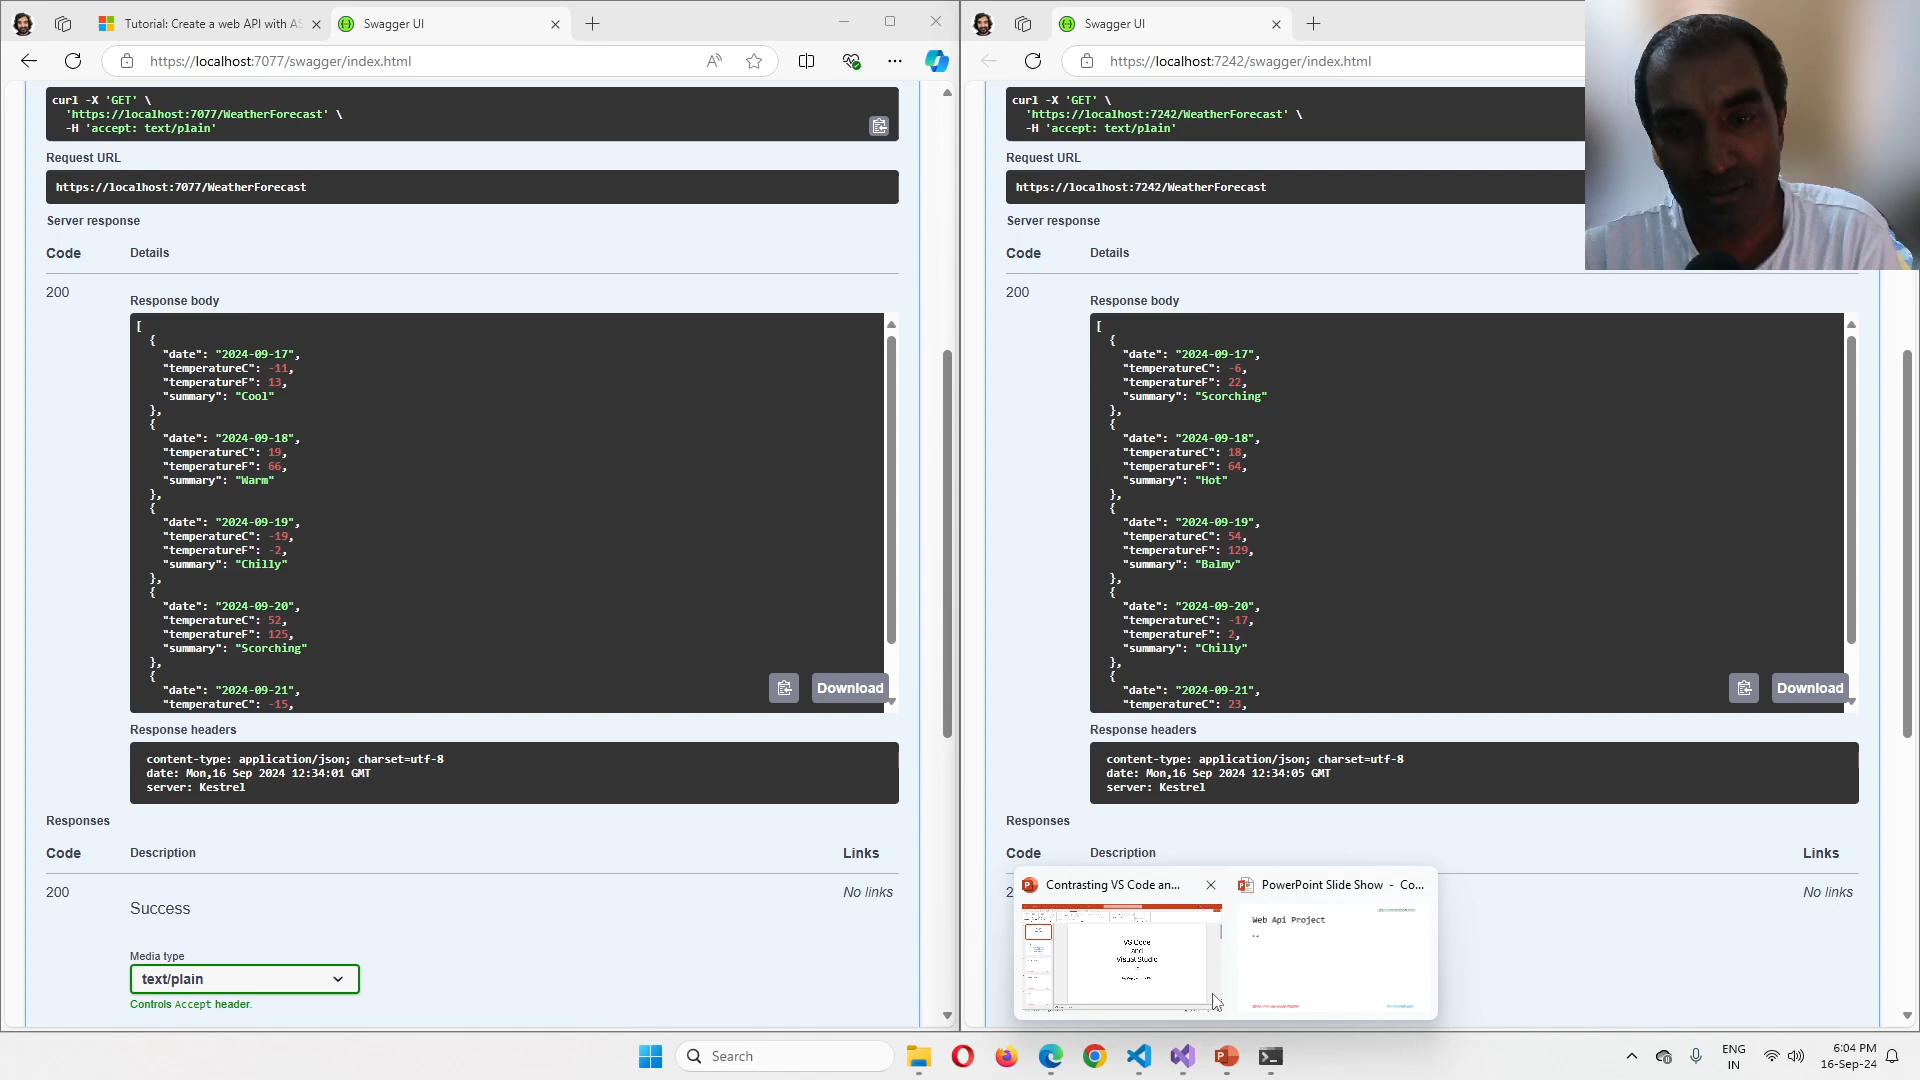 Tutorial: Create a web API with AS
Swagger UI
https://localhost:7077/swagger/index.html
curl -X 'GET' \
'https://localhost:7077/WeatherForecast' \
-H 'accept: text/plain'
Request URL
https://localhost:7077/WeatherForecast
Server response
Code Details
200
Response body
[
{
"date": "2024-09-17",
"temperatureC": -11,
"temperatureF": 13,
"summary": "Cool"
},
{
"date": "2024-09-18",
"temperatureC": 19,
"temperatureF": 66,
"summary": "Warm"
},
{
"date": "2024-09-19",
"temperatureC": -19,
"temperatureF": -2,
"summary": "Chilly"
},
{
"date": "2024-09-20",
"temperatureC": 52,
"temperatureF": 125,
"summary": "Scorching"
},
{
"date": "2024-09-21",
"temperatureC": -15,
Download
Response headers
content-type: application/json; charset=utf-8
date: Mon,16 Sep 2024 12:34:01 GMT
server: Kestrel
Responses
Code Description Links
200 No links
Success
Media type
text/plain
Controls Accept header.
Swagger UI
https://localhost:7242/swagger/index.html
curl -X 'GET' \
'https://localhost:7242/WeatherForecast' \
-H 'accept: text/plain'
Request URL
https://localhost:7242/WeatherForecast
Server response
Code Details
200
Response body
[
{
"date": "2024-09-17",
"temperatureC": -6,
"temperatureF": 22,
"summary": "Scorching"
},
{
"date": "2024-09-18",
"temperatureC": 18,
"temperatureF": 64,
"summary": "Hot"
},
{
"date": "2024-09-19",
"temperatureC": 54,
"temperatureF": 129,
"summary": "Balmy"
},
{
"date": "2024-09-20",
"temperatureC": -17,
"temperatureF": 2,
"summary": "Chilly"
},
{
"date": "2024-09-21",
"temperatureC": 23,
Download
Response headers
content-type: application/json; charset=utf-8
date: Mon,16 Sep 2024 12:34:05 GMT
server: Kestrel
Responses
Code Description Links
2 No links
Contrasting VS Code an...
VS Code
and
Visual Studio
PowerPoint Slide Show - Co...
Web Api Project
Search
ENG
IN
6:04 PM
16-Sep-24